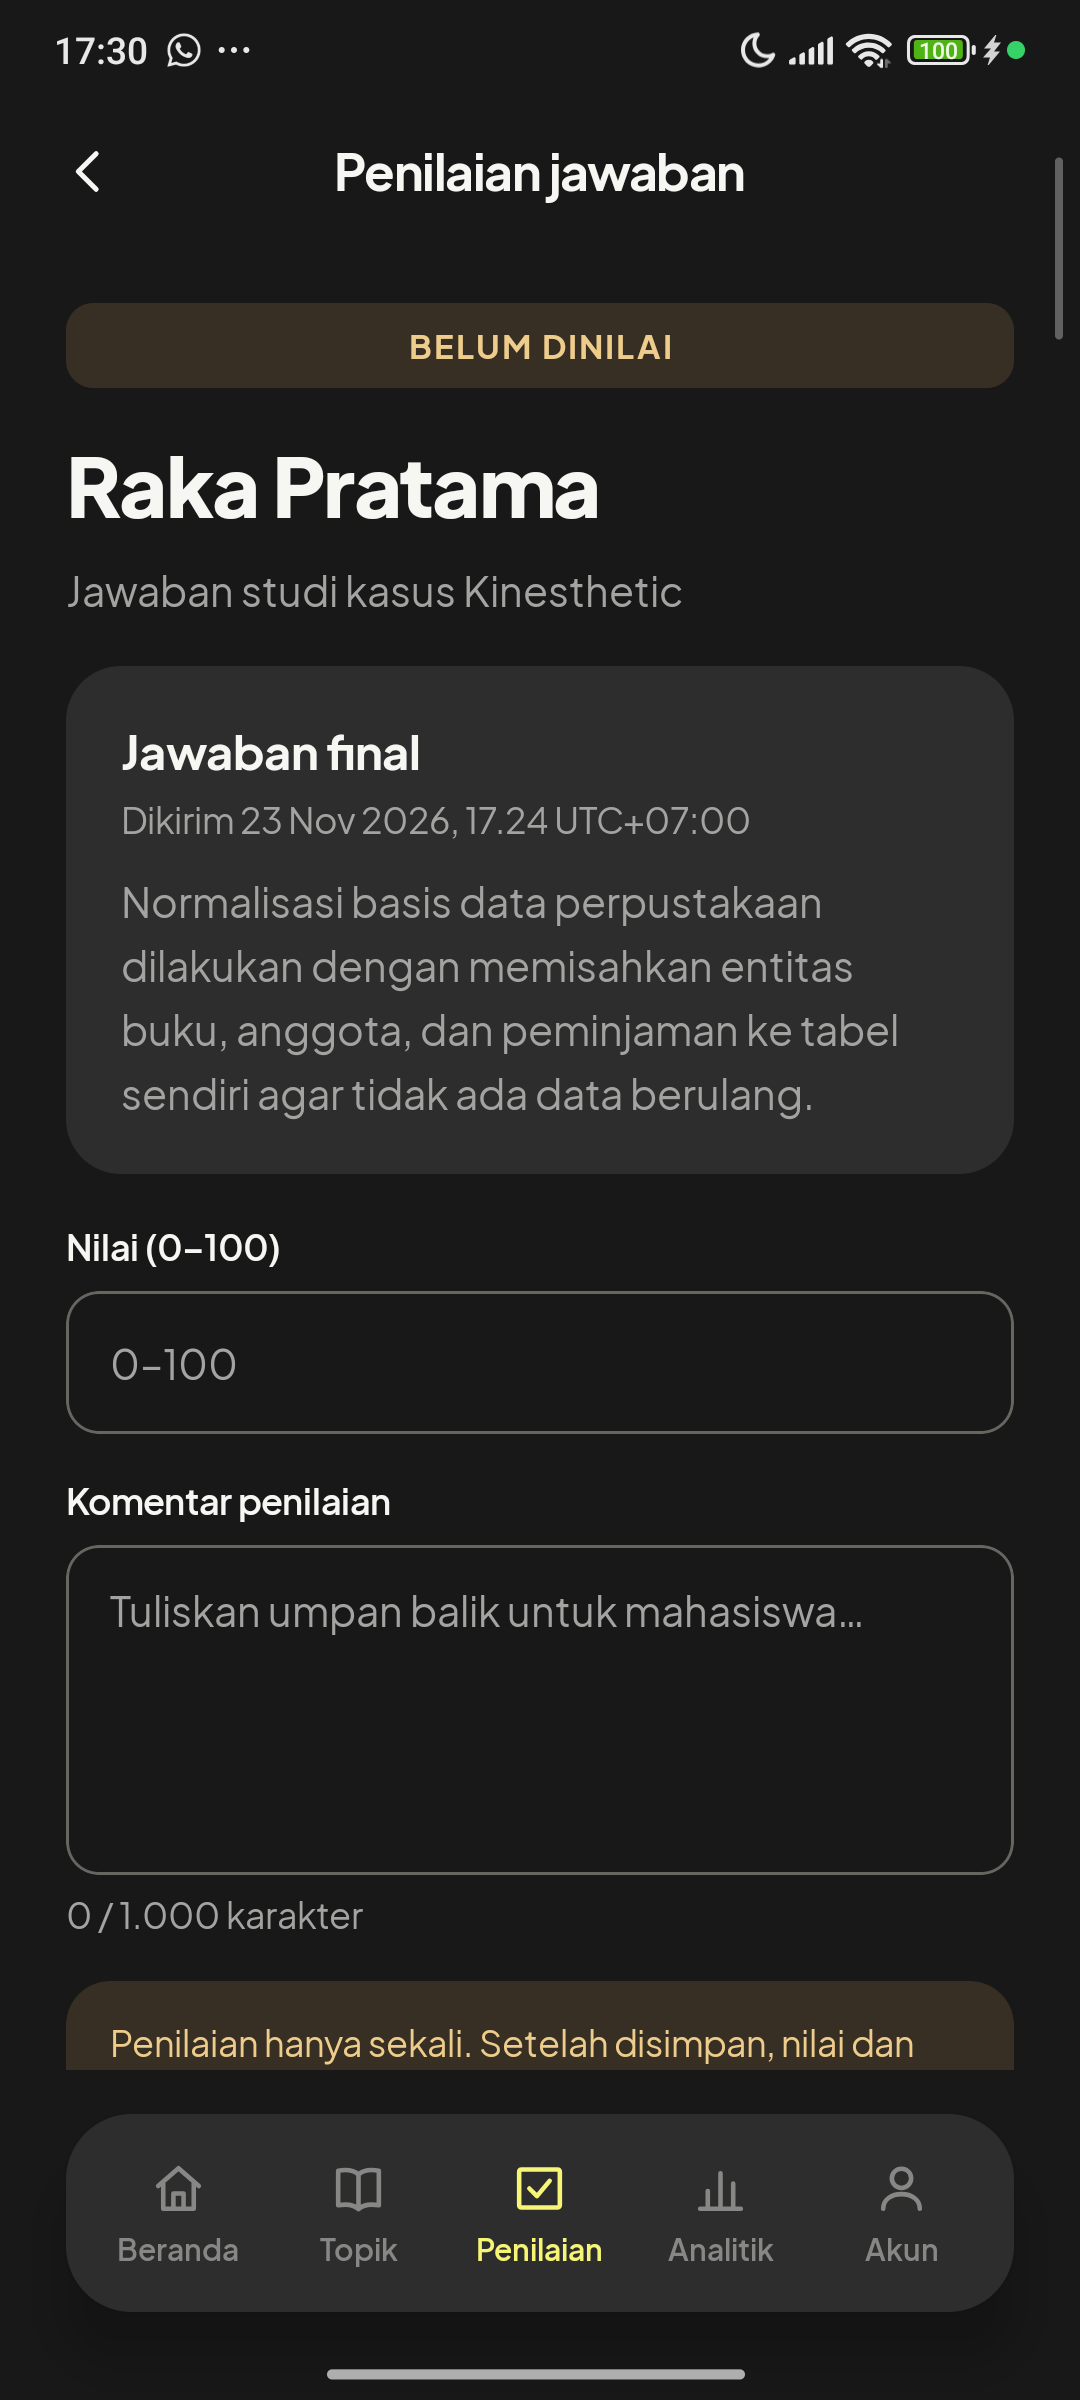 17:30
100
Penilaian jawaban
BELUM DINILAI
Raka Pratama
Jawaban studi kasus Kinesthetic
Jawaban final
Dikirim 23 Nov 2026, 17.24 UTC+07:00
Normalisasi basis data perpustakaan
dilakukan dengan memisahkan entitas
buku, anggota, dan peminjaman ke tabel
sendiri agar tidak ada data berulang.
Nilai (0–100)
0–100
Komentar penilaian
Tuliskan umpan balik untuk mahasiswa...
0 / 1.000 karakter
Penilaian hanya sekali. Setelah disimpan, nilai dan
Beranda
Topik
Penilaian
Analitik
Akun